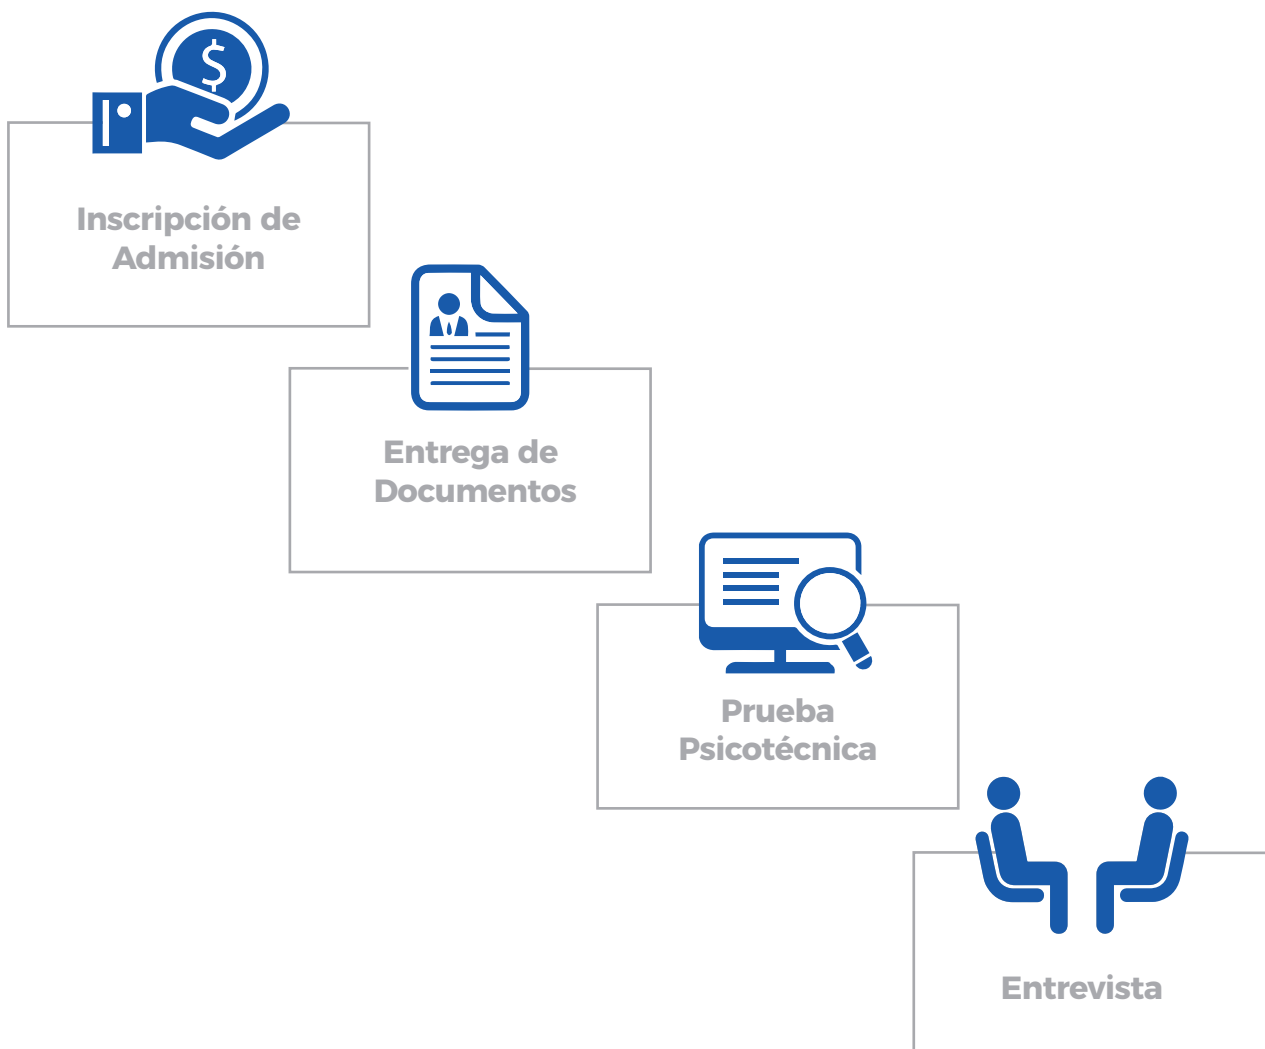 $
Inscripción de
Admisión
Entrega de
Documentos
Prueba
Psicotécnica
Entrevista